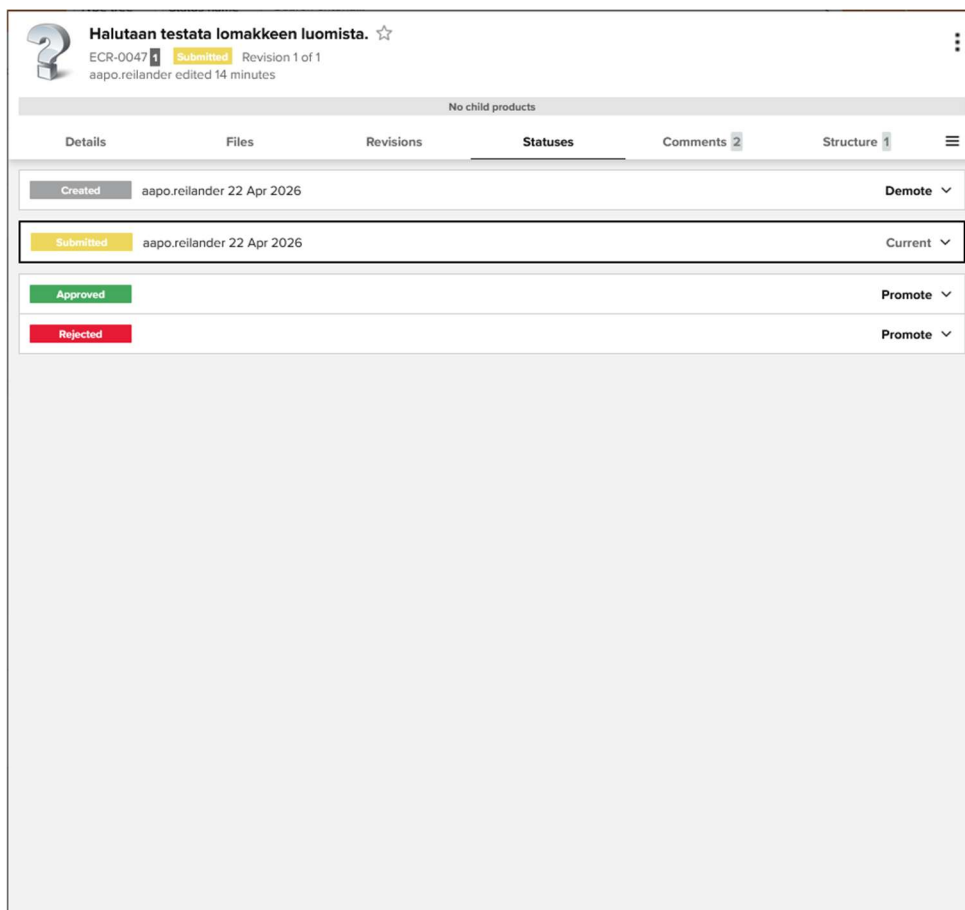 Halutaan testata lomakkeen luomista.
ECR-0047 1 Submitted Revision 1 of 1
aapo.reilander edited 14 minutes
No child products
Details Files Revisions Statuses Comments 2 Structure 1
Created aapo.reilander 22 Apr 2026 Demote
Submitted aapo.reilander 22 Apr 2026 Current
Approved Promote
Rejected Promote